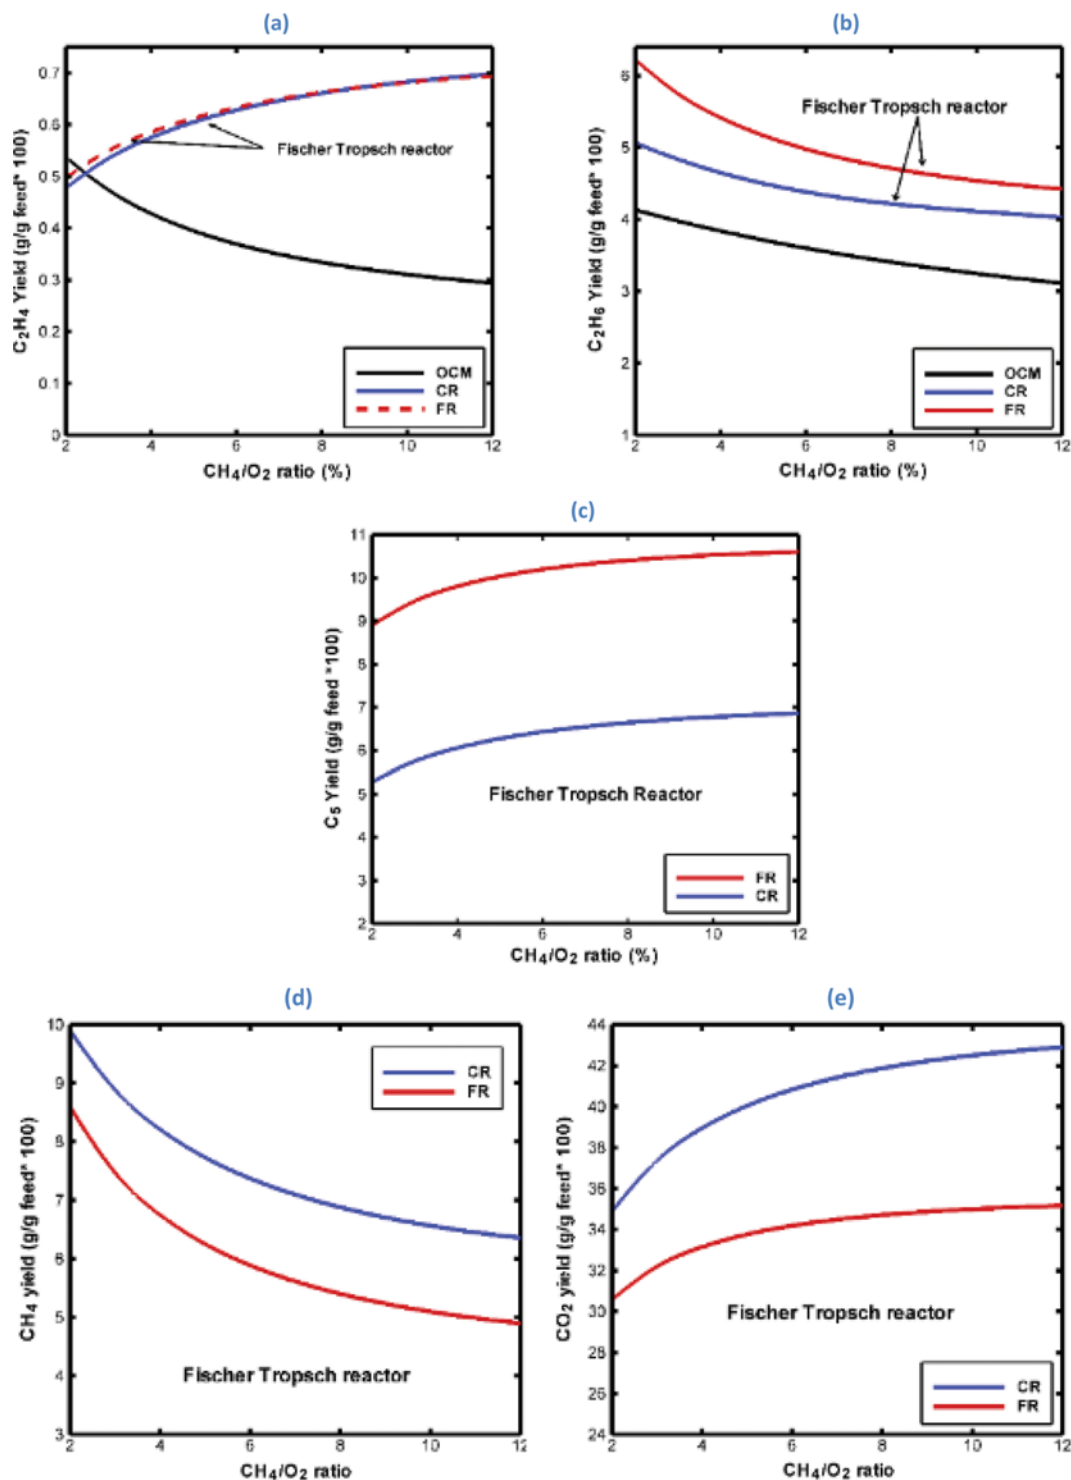 (a)
C2H4 Yield (g/g feed* 100)
0.7
0.6
0.5
0.4
0.3
0.2
0.1
0
Fischer Tropsch reactor
OCM
CR
FR
2 4 6 8 10 12
CH4/O2 ratio (%)
(b)
C2H6 Yield (g/g feed* 100)
6
5
4
3
2
1
Fischer Tropsch reactor
OCM
CR
FR
2 4 6 8 10 12
CH4/O2 ratio (%)
(c)
C5 Yield (g/g feed *100)
11
10
9
8
7
6
5
4
3
2
Fischer Tropsch Reactor
FR
CR
2 4 6 8 10 12
CH4/O2 ratio (%)
(d)
CH4 yield (g/g feed* 100)
10
9
8
7
6
5
4
3
CR
FR
Fischer Tropsch reactor
2 4 6 8 10 12
CH4/O2 ratio
(e)
CO2 yield (g/g feed* 100)
44
42
40
38
36
34
32
30
28
26
24
Fischer Tropsch reactor
CR
FR
2 4 6 8 10 12
CH4/O2 ratio